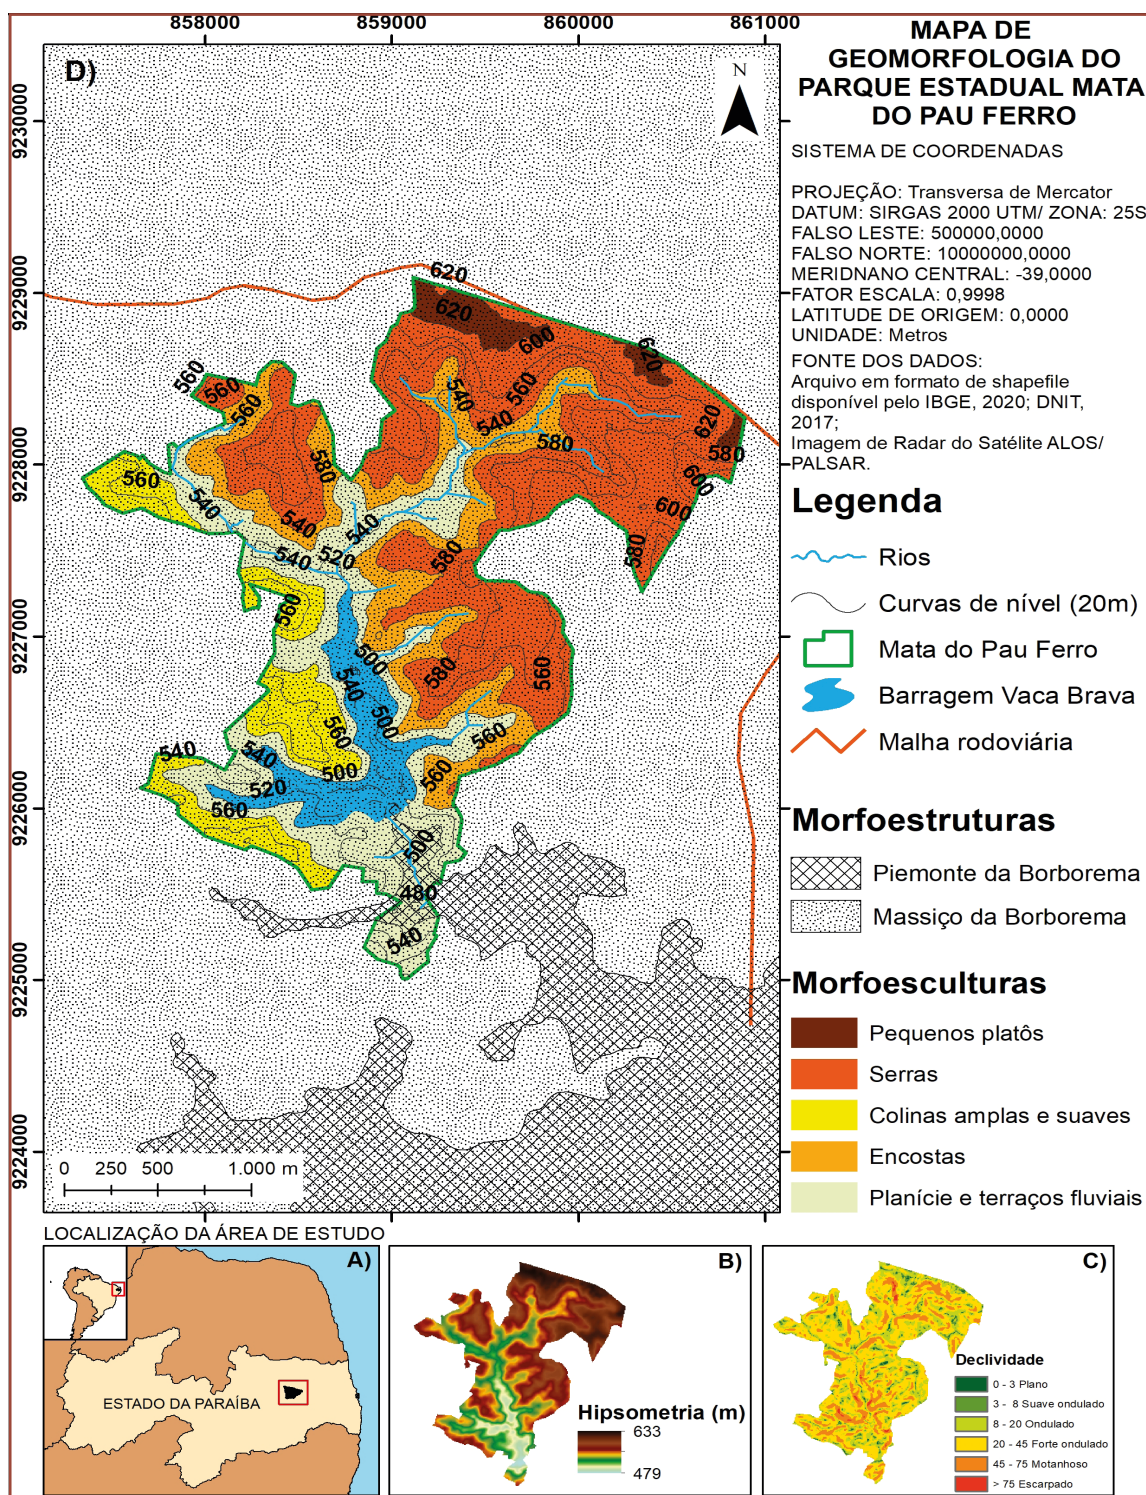 858000
859000
860000
861000
D)
N
9230000
9229000
9228000
9227000
9226000
9225000
9224000
620
620
600
620
560
560
560
540
560
540
620
580
580
580
560
600
540
600
540
540
540
520
580
580
560
500
540
580
560
500
560
560
540
540
500
560
520
560
500
480
540
0 250 500 1.000 m
MAPA DE
GEOMORFOLOGIA DO
PARQUE ESTADUAL MATA
DO PAU FERRO
SISTEMA DE COORDENADAS
PROJEÇÃO: Transversa de Mercator
DATUM: SIRGAS 2000 UTM/ ZONA: 25S
FALSO LESTE: 500000,0000
FALSO NORTE: 10000000,0000
MERIDNANO CENTRAL: -39,0000
FATOR ESCALA: 0,9998
LATITUDE DE ORIGEM: 0,0000
UNIDADE: Metros
FONTE DOS DADOS:
Arquivo em formato de shapefile
disponível pelo IBGE, 2020; DNIT,
2017;
Imagem de Radar do Satélite ALOS/
PALSAR.
Legenda
Rios
Curvas de nível (20m)
Mata do Pau Ferro
Barragem Vaca Brava
Malha rodoviária
Morfoestruturas
Piemonte da Borborema
Massiço da Borborema
Morfoesculturas
Pequenos platôs
Serras
Colinas amplas e suaves
Encostas
Planície e terraços fluviais
LOCALIZAÇÃO DA ÁREA DE ESTUDO
A)
ESTADO DA PARAÍBA
B)
Hipsometria (m)
633
479
C)
Declividade
0 - 3 Plano
3 - 8 Suave ondulado
8 - 20 Ondulado
20 - 45 Forte ondulado
45 - 75 Motanhoso
> 75 Escarpado